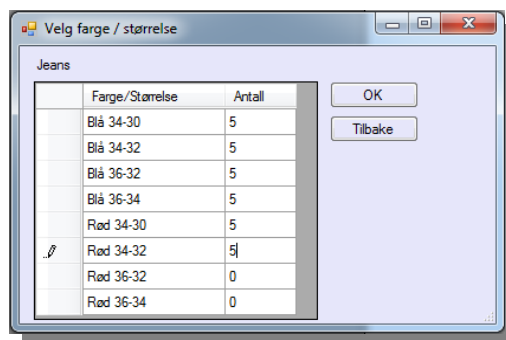 Velg farge / størrelse
Jeans
Farge/Størrelse Antall
Blå 34-30 5
Blå 34-32 5
Blå 36-32 5
Blå 36-34 5
Rød 34-30 5
Rød 34-32 5
Rød 36-32 0
Rød 36-34 0
OK
Tilbake